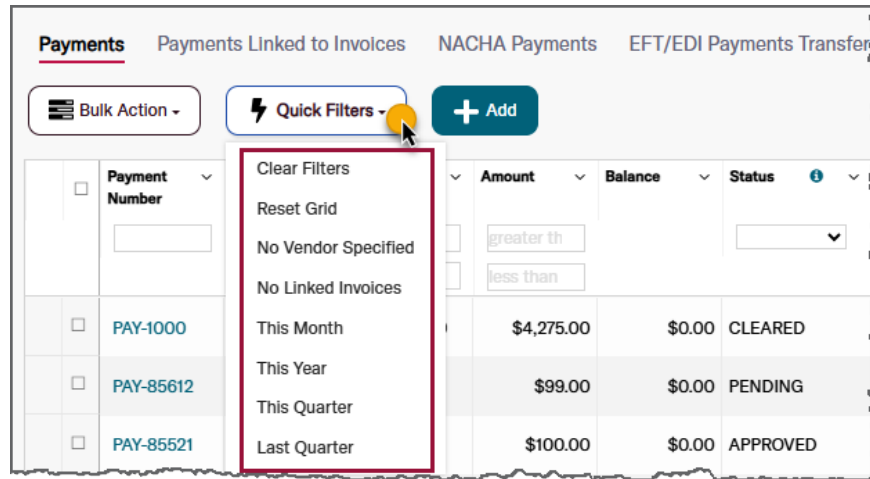 Payments Payments Linked to Invoices NACHA Payments EFT/EDI Payments Transfer
Bulk Action Quick Filters Add
Payment Number Amount Balance Status
greater th
less than
Clear Filters
Reset Grid
No Vendor Specified
No Linked Invoices
This Month
This Year
This Quarter
Last Quarter
PAY-1000 $4,275.00 $0.00 CLEARED
PAY-85612 $99.00 $0.00 PENDING
PAY-85521 $100.00 $0.00 APPROVED